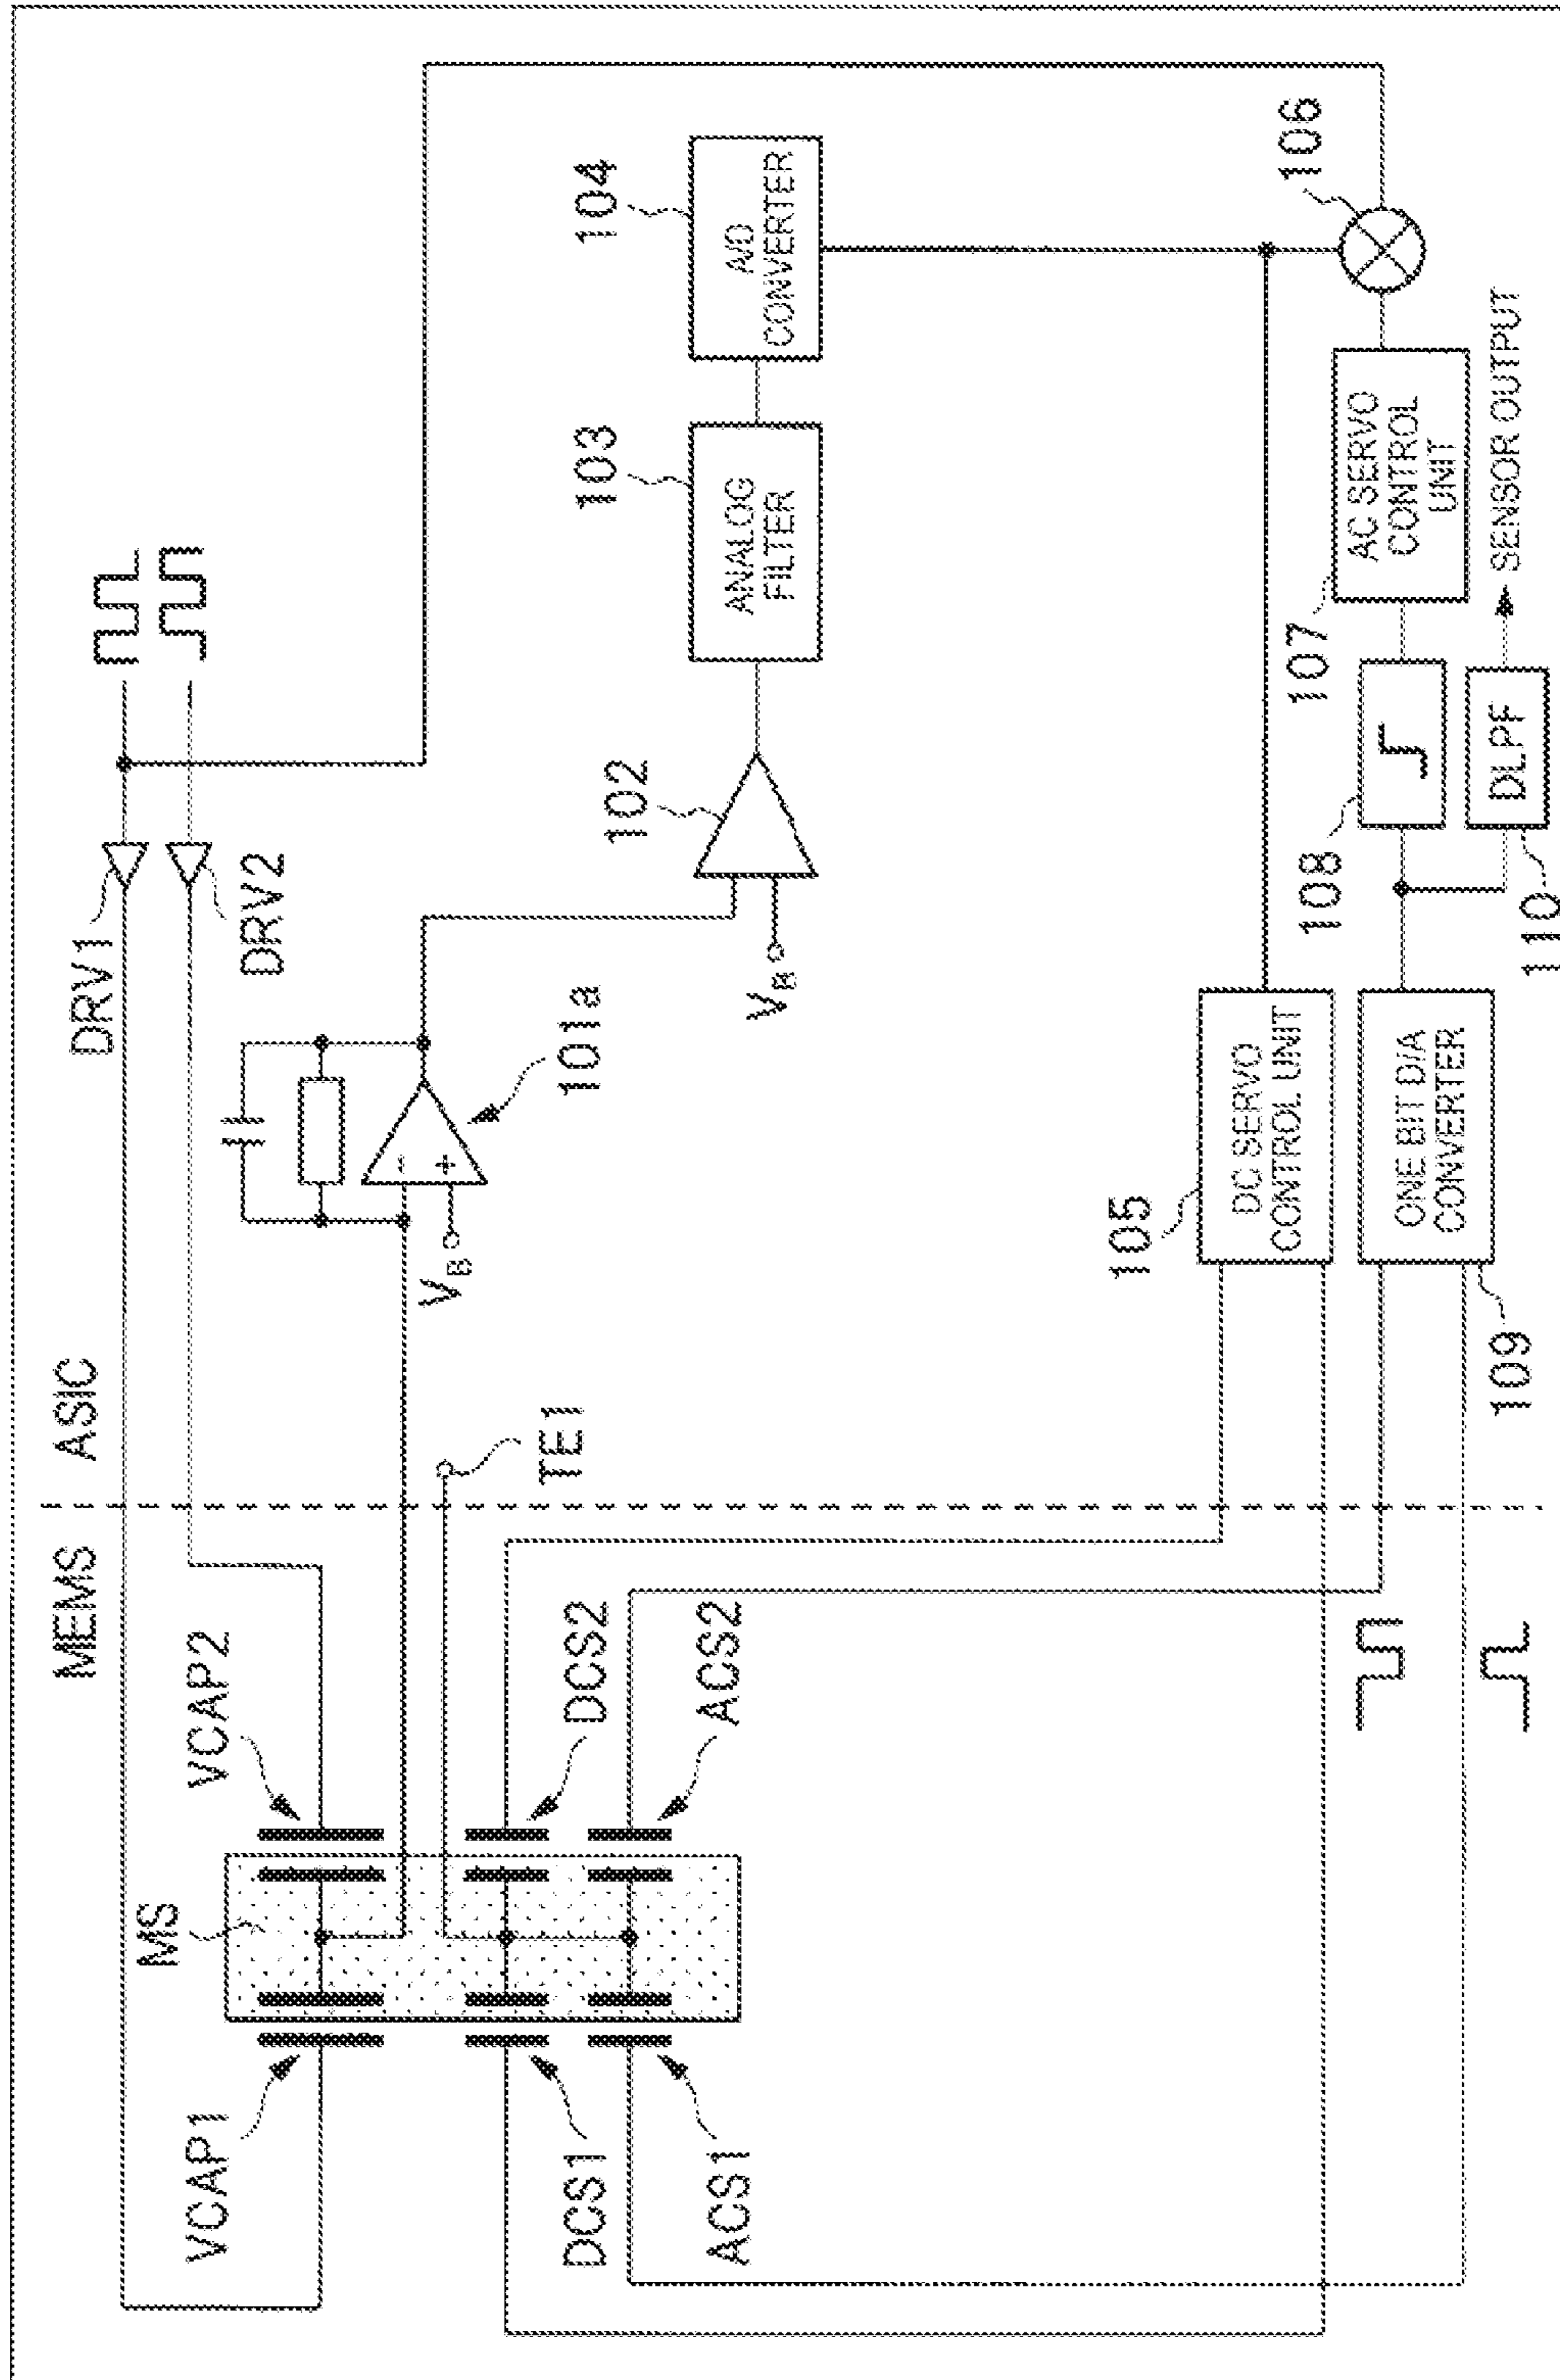 MEMS
ASIC
DRV1
DRV2
VCAP1
VCAP2
MS
101a
VB
TE1
102
VB
103
ANALOG
FILTER
104
A/D
CONVERTER
DCS1
DCS2
ACS1
ACS2
105
DC SERVO
CONTROL UNIT
106
107
AC SERVO
CONTROL
UNIT
108
109
ONE BIT D/A
CONVERTER
110
DLPF
SENSOR OUTPUT
-
+